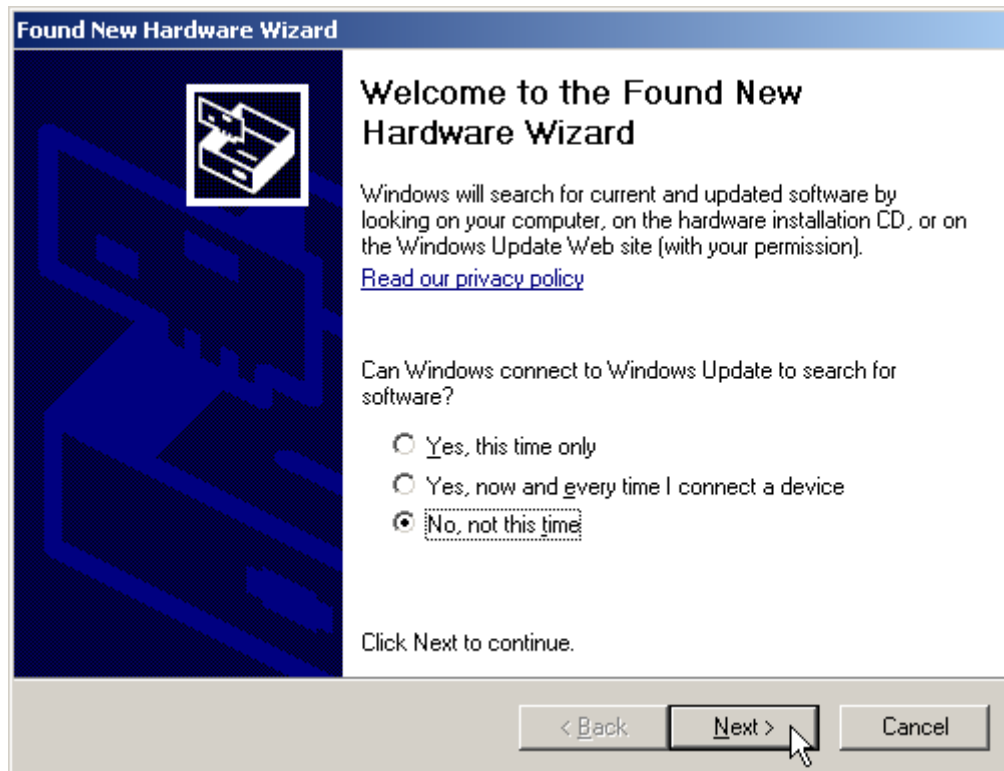 Found New Hardware Wizard
Welcome to the Found New
Hardware Wizard
Windows will search for current and updated software by
looking on your computer, on the hardware installation CD, or on
the Windows Update Web site (with your permission).
Read our privacy policy
Can Windows connect to Windows Update to search for
software?
Yes, this time only
Yes, now and every time I connect a device
No, not this time
Click Next to continue.
< Back
Next >
Cancel